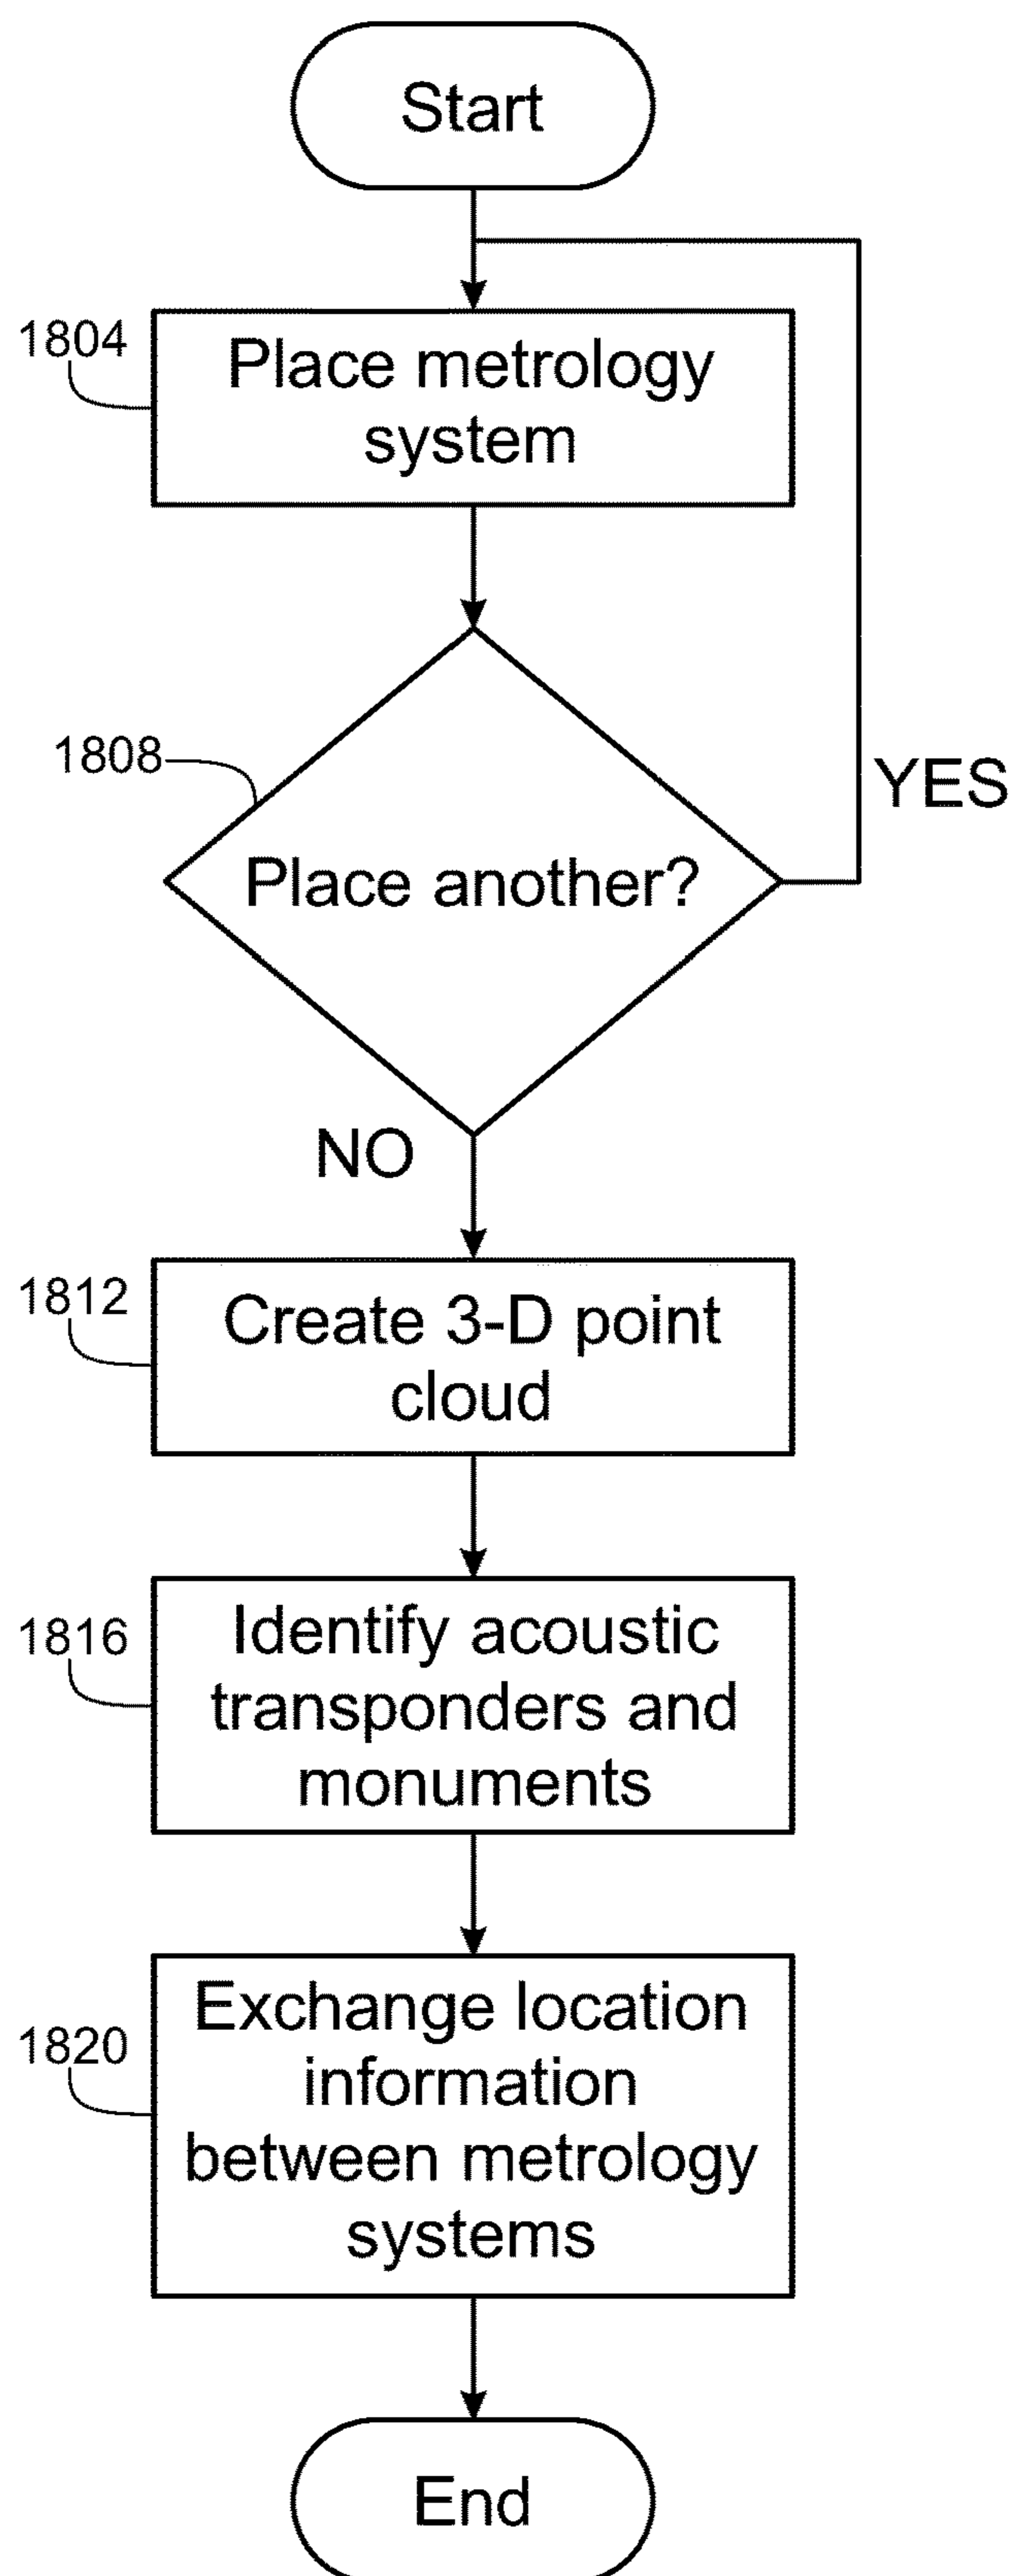 Start
1804
Place metrology
system
1808
YES
Place another?
NO
1812
Create 3-D point
cloud
1816
Identify acoustic
transponders and
monuments
1820
Exchange location
information
between metrology
systems
End